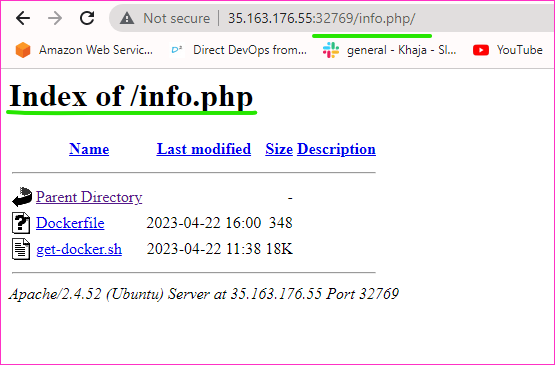 Not secure | 35.163.176.55:32769/info.php/
Amazon Web Servic... Direct DevOps from... general - Khaja - Sl... YouTube
Index of /info.php
Name Last modified Size Description
Parent Directory -
Dockerfile 2023-04-22 16:00 348
get-docker.sh 2023-04-22 11:38 18K
Apache/2.4.52 (Ubuntu) Server at 35.163.176.55 Port 32769